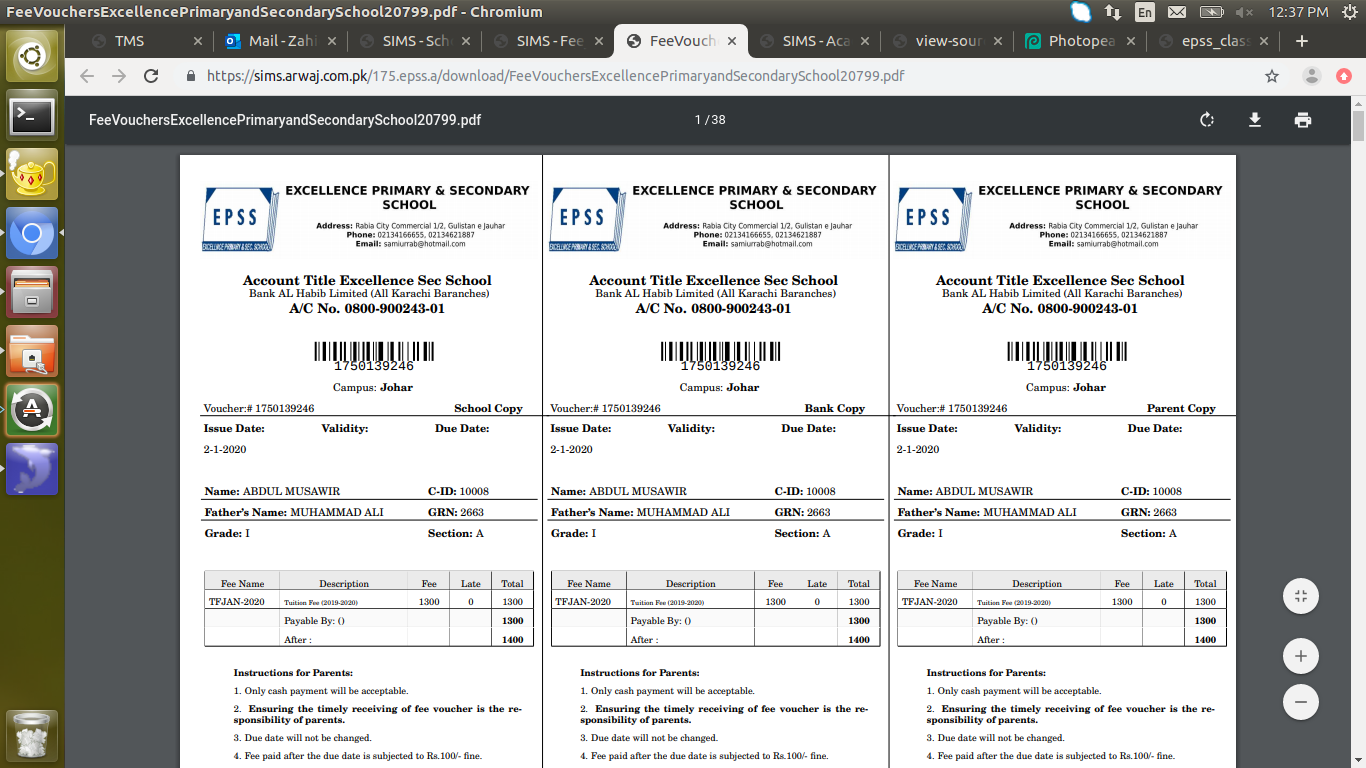 FeeVouchersExcellencePrimaryandSecondarySchool20799.pdf - Chromium
En
12:37 PM
TMS
Mail - Zahi
SIMS - Sch
SIMS - Fee
FeeVouch
SIMS - Aca
view-sour
Photopea
epss_clas
https://sims.arwaj.com.pk/175.epss.a/download/FeeVouchersExcellencePrimaryandSecondarySchool20799.pdf
FeeVouchersExcellencePrimaryandSecondarySchool20799.pdf
1 / 38
EPSS
EXCELLENCE PRIMARY & SEC. SCHOOL
EXCELLENCE PRIMARY & SECONDARY
SCHOOL
Address: Rabia City Commercial 1/2, Gulistan e Jauhar
Phone: 02134166655, 02134621887
Email: samiurrab@hotmail.com
Account Title Excellence Sec School
Bank AL Habib Limited (All Karachi Baranches)
A/C No. 0800-900243-01
1750139246
Campus: Johar
Voucher:# 1750139246 School Copy
Issue Date: Validity: Due Date:
2-1-2020
Name: ABDUL MUSAWIR C-ID: 10008
Father's Name: MUHAMMAD ALI GRN: 2663
Grade: I Section: A
Fee Name Description Fee Late Total
TFJAN-2020 Tuition Fee (2019-2020) 1300 0 1300
Payable By: () 1300
After : 1400
Instructions for Parents:
1. Only cash payment will be acceptable.
2. Ensuring the timely receiving of fee voucher is the re-
sponsibility of parents.
3. Due date will not be changed.
4. Fee paid after the due date is subjected to Rs.100/- fine.
EPSS
EXCELLENCE PRIMARY & SEC. SCHOOL
EXCELLENCE PRIMARY & SECONDARY
SCHOOL
Address: Rabia City Commercial 1/2, Gulistan e Jauhar
Phone: 02134166655, 02134621887
Email: samiurrab@hotmail.com
Account Title Excellence Sec School
Bank AL Habib Limited (All Karachi Baranches)
A/C No. 0800-900243-01
1750139246
Campus: Johar
Voucher:# 1750139246 Bank Copy
Issue Date: Validity: Due Date:
2-1-2020
Name: ABDUL MUSAWIR C-ID: 10008
Father's Name: MUHAMMAD ALI GRN: 2663
Grade: I Section: A
Fee Name Description Fee Late Total
TFJAN-2020 Tuition Fee (2019-2020) 1300 0 1300
Payable By: () 1300
After : 1400
Instructions for Parents:
1. Only cash payment will be acceptable.
2. Ensuring the timely receiving of fee voucher is the re-
sponsibility of parents.
3. Due date will not be changed.
4. Fee paid after the due date is subjected to Rs.100/- fine.
EPSS
EXCELLENCE PRIMARY & SEC. SCHOOL
EXCELLENCE PRIMARY & SECONDARY
SCHOOL
Address: Rabia City Commercial 1/2, Gulistan e Jauhar
Phone: 02134166655, 02134621887
Email: samiurrab@hotmail.com
Account Title Excellence Sec School
Bank AL Habib Limited (All Karachi Baranches)
A/C No. 0800-900243-01
1750139246
Campus: Johar
Voucher:# 1750139246 Parent Copy
Issue Date: Validity: Due Date:
2-1-2020
Name: ABDUL MUSAWIR C-ID: 10008
Father's Name: MUHAMMAD ALI GRN: 2663
Grade: I Section: A
Fee Name Description Fee Late Total
TFJAN-2020 Tuition Fee (2019-2020) 1300 0 1300
Payable By: () 1300
After : 1400
Instructions for Parents:
1. Only cash payment will be acceptable.
2. Ensuring the timely receiving of fee voucher is the re-
sponsibility of parents.
3. Due date will not be changed.
4. Fee paid after the due date is subjected to Rs.100/- fine.